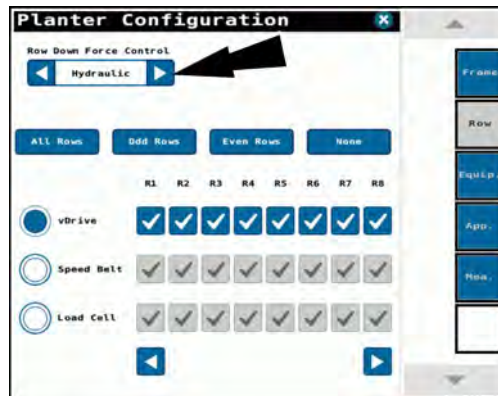 Planter Configuration
Row Down Force Control
Hydraulic
All Rows
Odd Rows
Even Rows
None
R1 R2 R3 R4 R5 R6 R7 R8
vDrive
Speed Belt
Load Cell
Frame
Row
Equip.
App.
Mea.